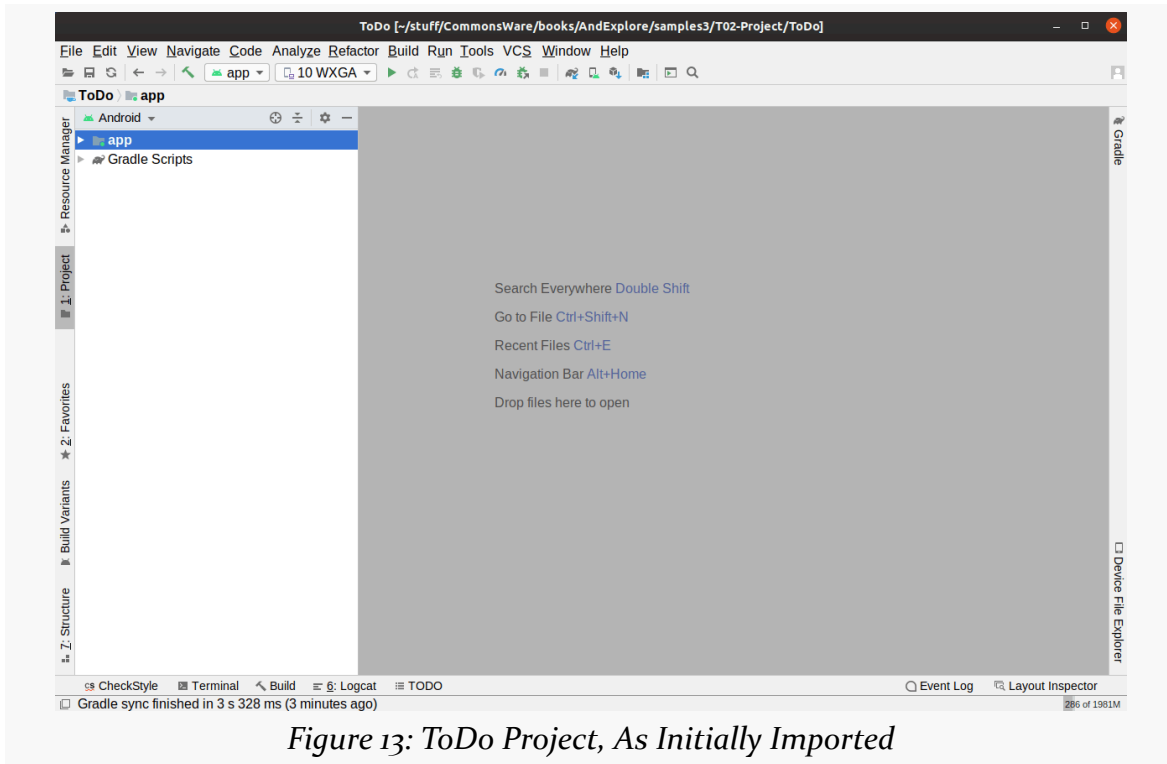 ToDo [~/stuff/CommonsWare/books/AndExplore/samples3/T02-Project/ToDo]
File Edit View Navigate Code Analyze Refactor Build Run Tools VCS Window Help
app 10 WXGA
ToDo app
Android
app
Gradle Scripts
Resource Manager
1: Project
2: Favorites
Build Variants
7: Structure
Search Everywhere Double Shift
Go to File Ctrl+Shift+N
Recent Files Ctrl+E
Navigation Bar Alt+Home
Drop files here to open
Gradle
Device File Explorer
CS CheckStyle Terminal Build 6: Logcat TODO Event Log Layout Inspector
Gradle sync finished in 3 s 328 ms (3 minutes ago) 286 of 1981M
Figure 13: ToDo Project, As Initially Imported